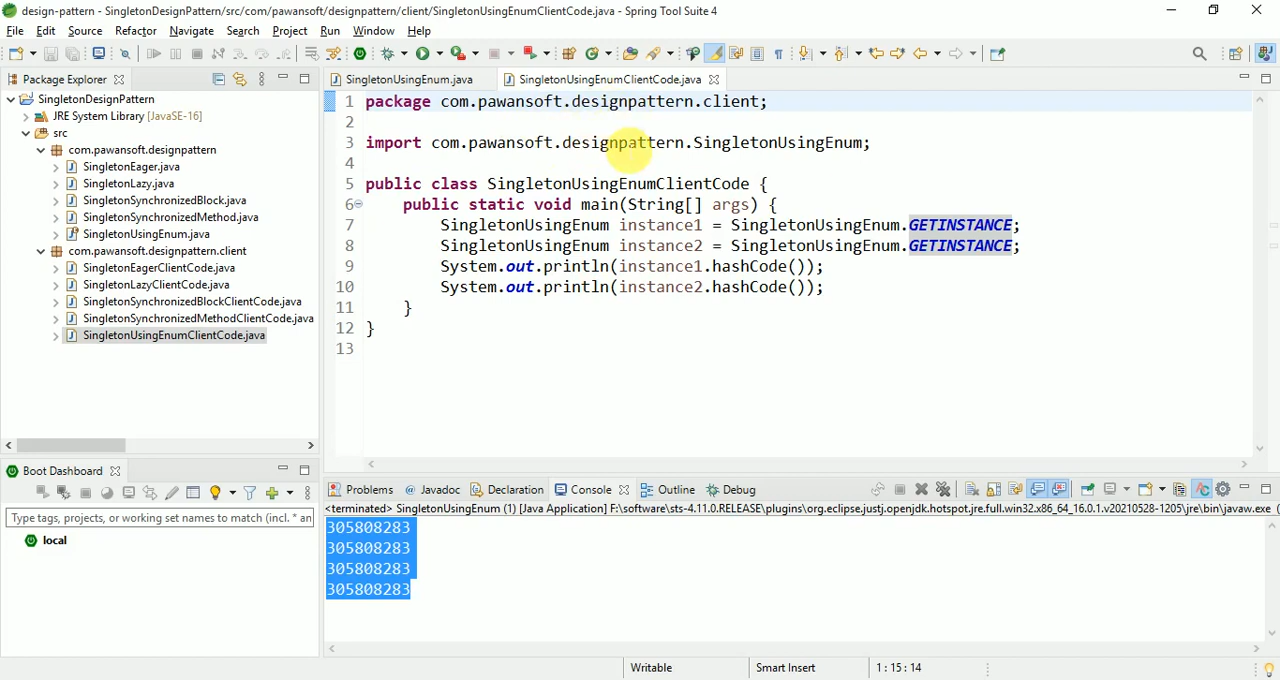 design-pattern - SingletonDesignPattern/src/com/pawansoft/designpattern/client/SingletonUsingEnumClientCode.java - Spring Tool Suite 4
File Edit Source Refactor Navigate Search Project Run Window Help
Package Explorer
SingletonDesignPattern
JRE System Library [JavaSE-16]
src
com.pawansoft.designpattern
SingletonEager.java
SingletonLazy.java
SingletonSynchronizedBlock.java
SingletonSynchronizedMethod.java
SingletonUsingEnum.java
com.pawansoft.designpattern.client
SingletonEagerClientCode.java
SingletonLazyClientCode.java
SingletonSynchronizedBlockClientCode.java
SingletonSynchronizedMethodClientCode.java
SingletonUsingEnumClientCode.java
Boot Dashboard
Type tags, projects, or working set names to match (incl. * an
local
SingletonUsingEnum.java SingletonUsingEnumClientCode.java
1 package com.pawansoft.designpattern.client;
2
3 import com.pawansoft.designpattern.SingletonUsingEnum;
4
5 public class SingletonUsingEnumClientCode {
6 public static void main(String[] args) {
7 SingletonUsingEnum instance1 = SingletonUsingEnum.GETINSTANCE;
8 SingletonUsingEnum instance2 = SingletonUsingEnum.GETINSTANCE;
9 System.out.println(instance1.hashCode());
10 System.out.println(instance2.hashCode());
11 }
12 }
13
Problems @ Javadoc Declaration Console Outline Debug
<terminated> SingletonUsingEnum (1) [Java Application] F:\software\sts-4.11.0.RELEASE\plugins\org.eclipse.justj.openjdk.hotspot.jre.full.win32.x86_64_16.0.1.v20210528-1205\jre\bin\javaw.exe (
305808283
305808283
305808283
305808283
Writable Smart Insert 1 : 15 : 14